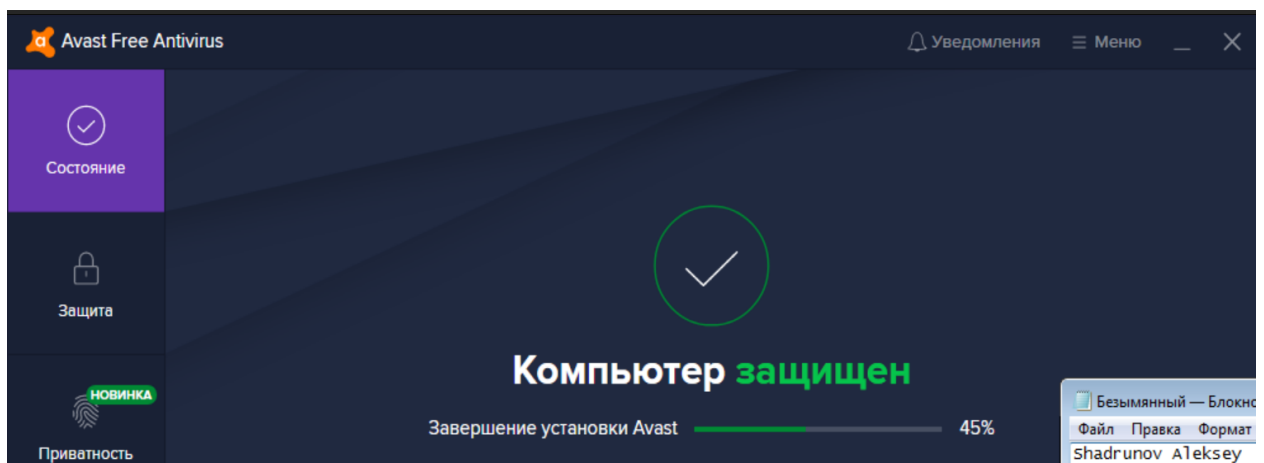 Avast Free Antivirus
Уведомления
Меню
Состояние
Защита
НОВИНКА
Приватность
Компьютер защищен
Завершение установки Avast 45%
Безымянный — Блокно
Файл Правка Формат
Shadrunov Aleksey